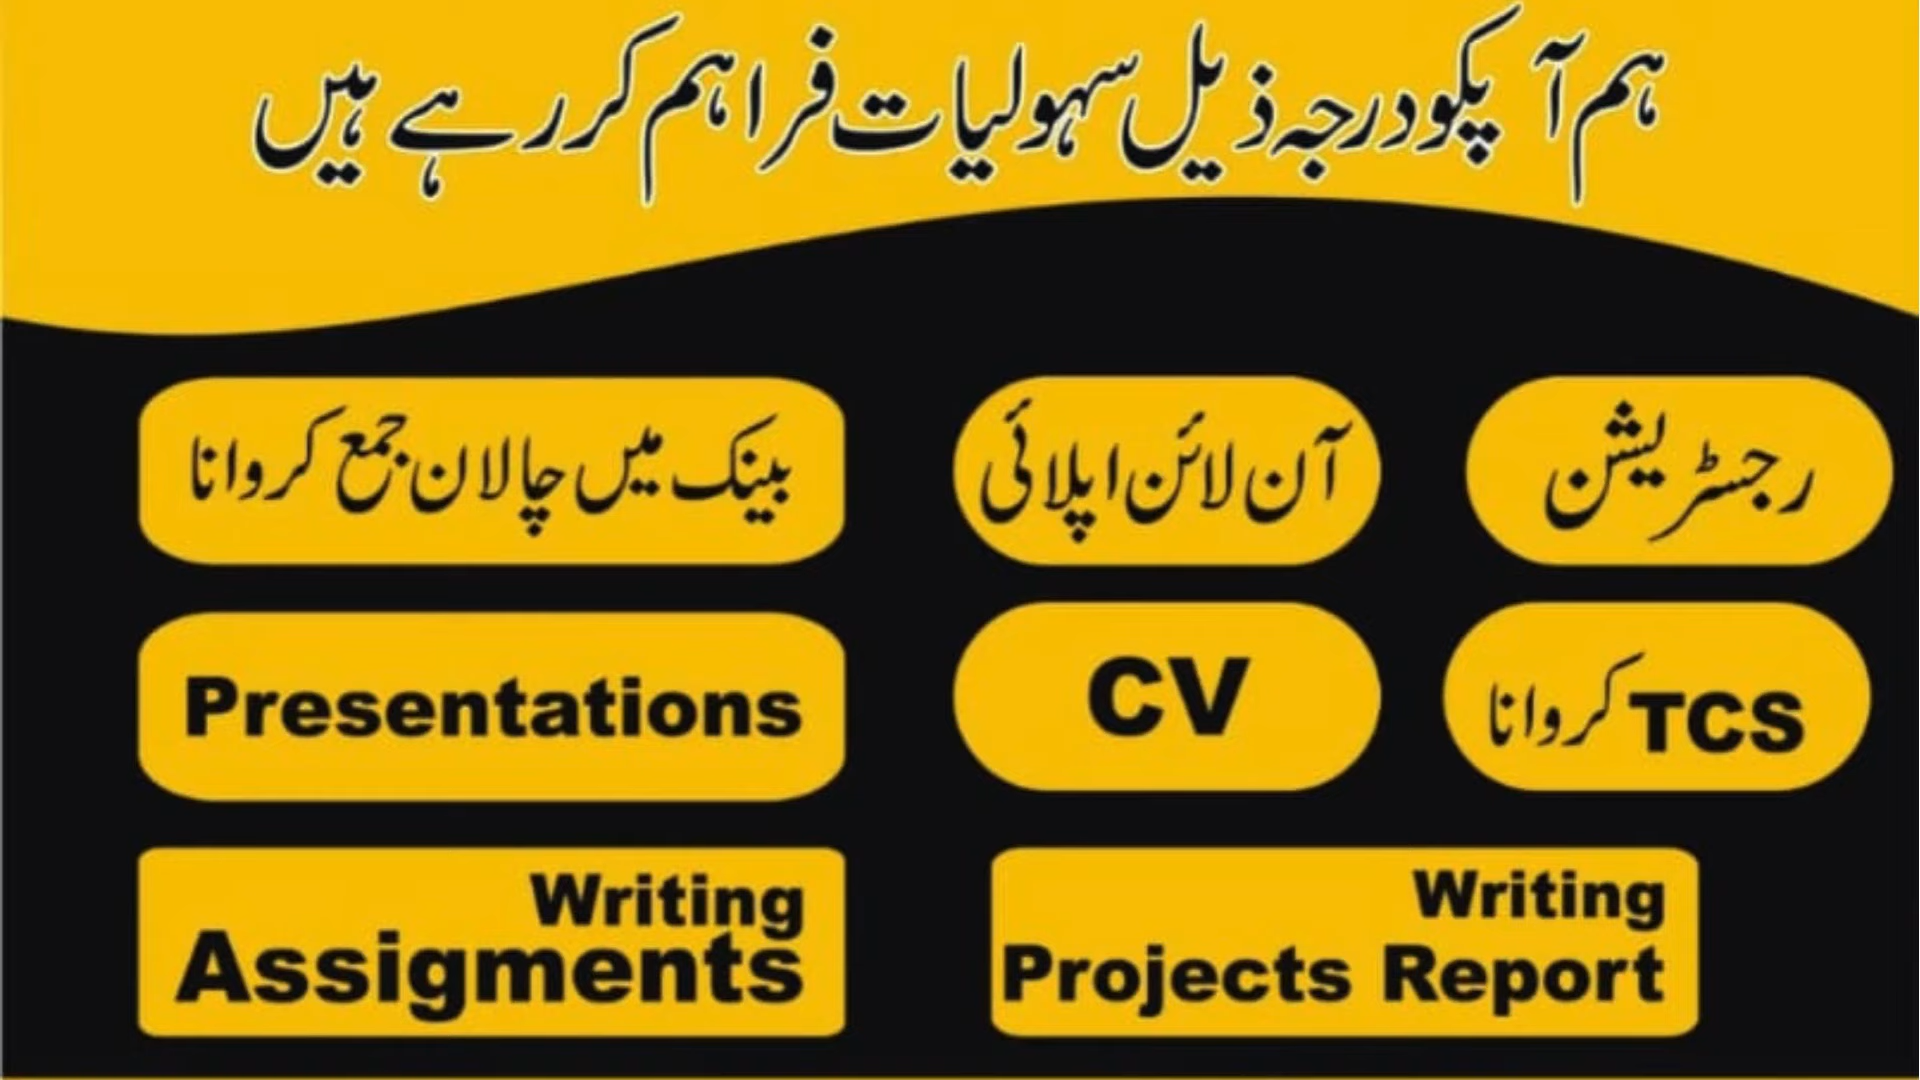 ہم آپکو درجہ ذیل سہولیات فراہم کر رہے ہیں
رجسٹریشن
آن لائن اپلائی
بینک میں چالان جمع کروانا
TCS کروانا
CV
Presentations
Writing
Projects Report
Writing
Assigments